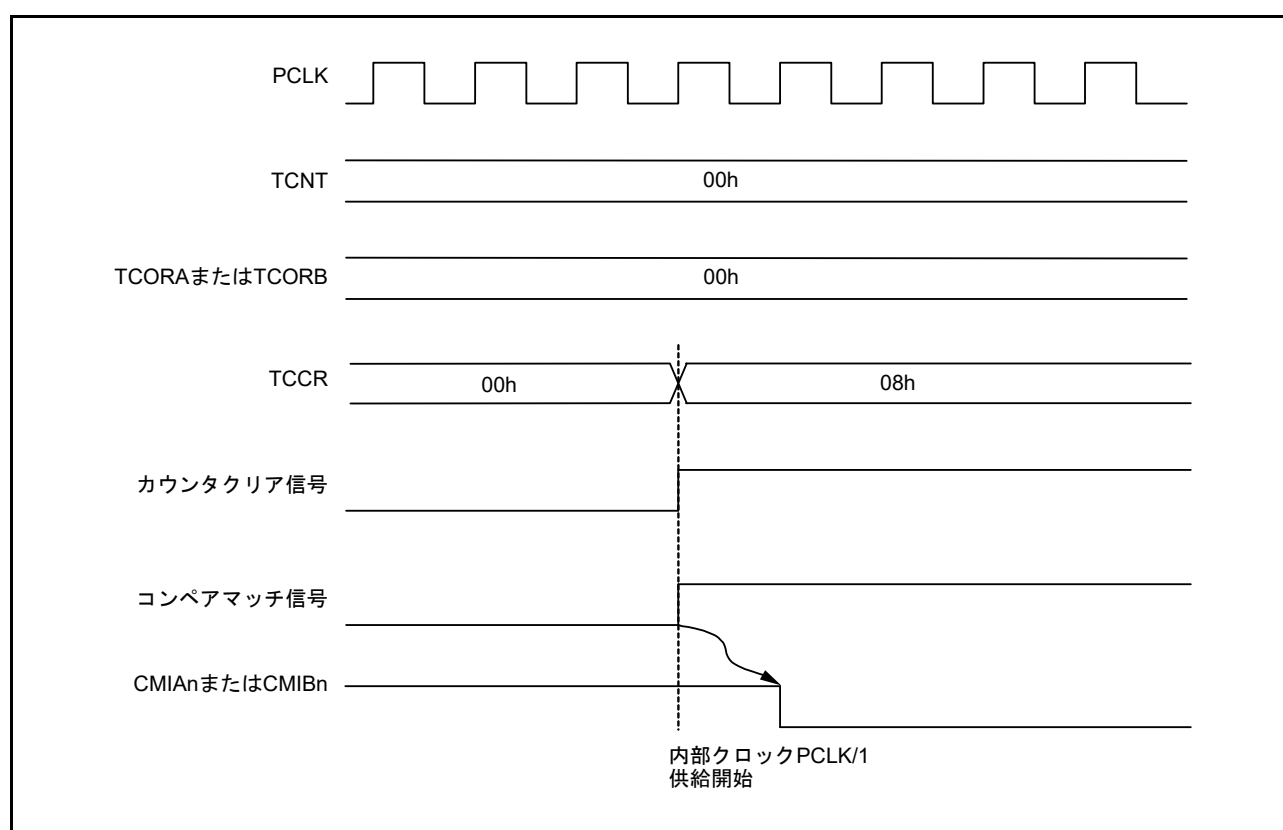 PCLK
TCNT
00h
TCORAまたはTCORB
00h
TCCR
00h
08h
カウンタクリア信号
コンペアマッチ信号
CMIAnまたはCMIBn
内部クロックPCLK/1
供給開始